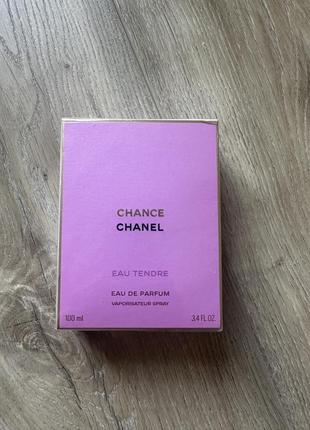 CHANCE
CHANEL
EAU TENDRE
EAU DE PARFUM
VAPORISATEUR SPRAY
100 ml 3.4 FL.OZ.